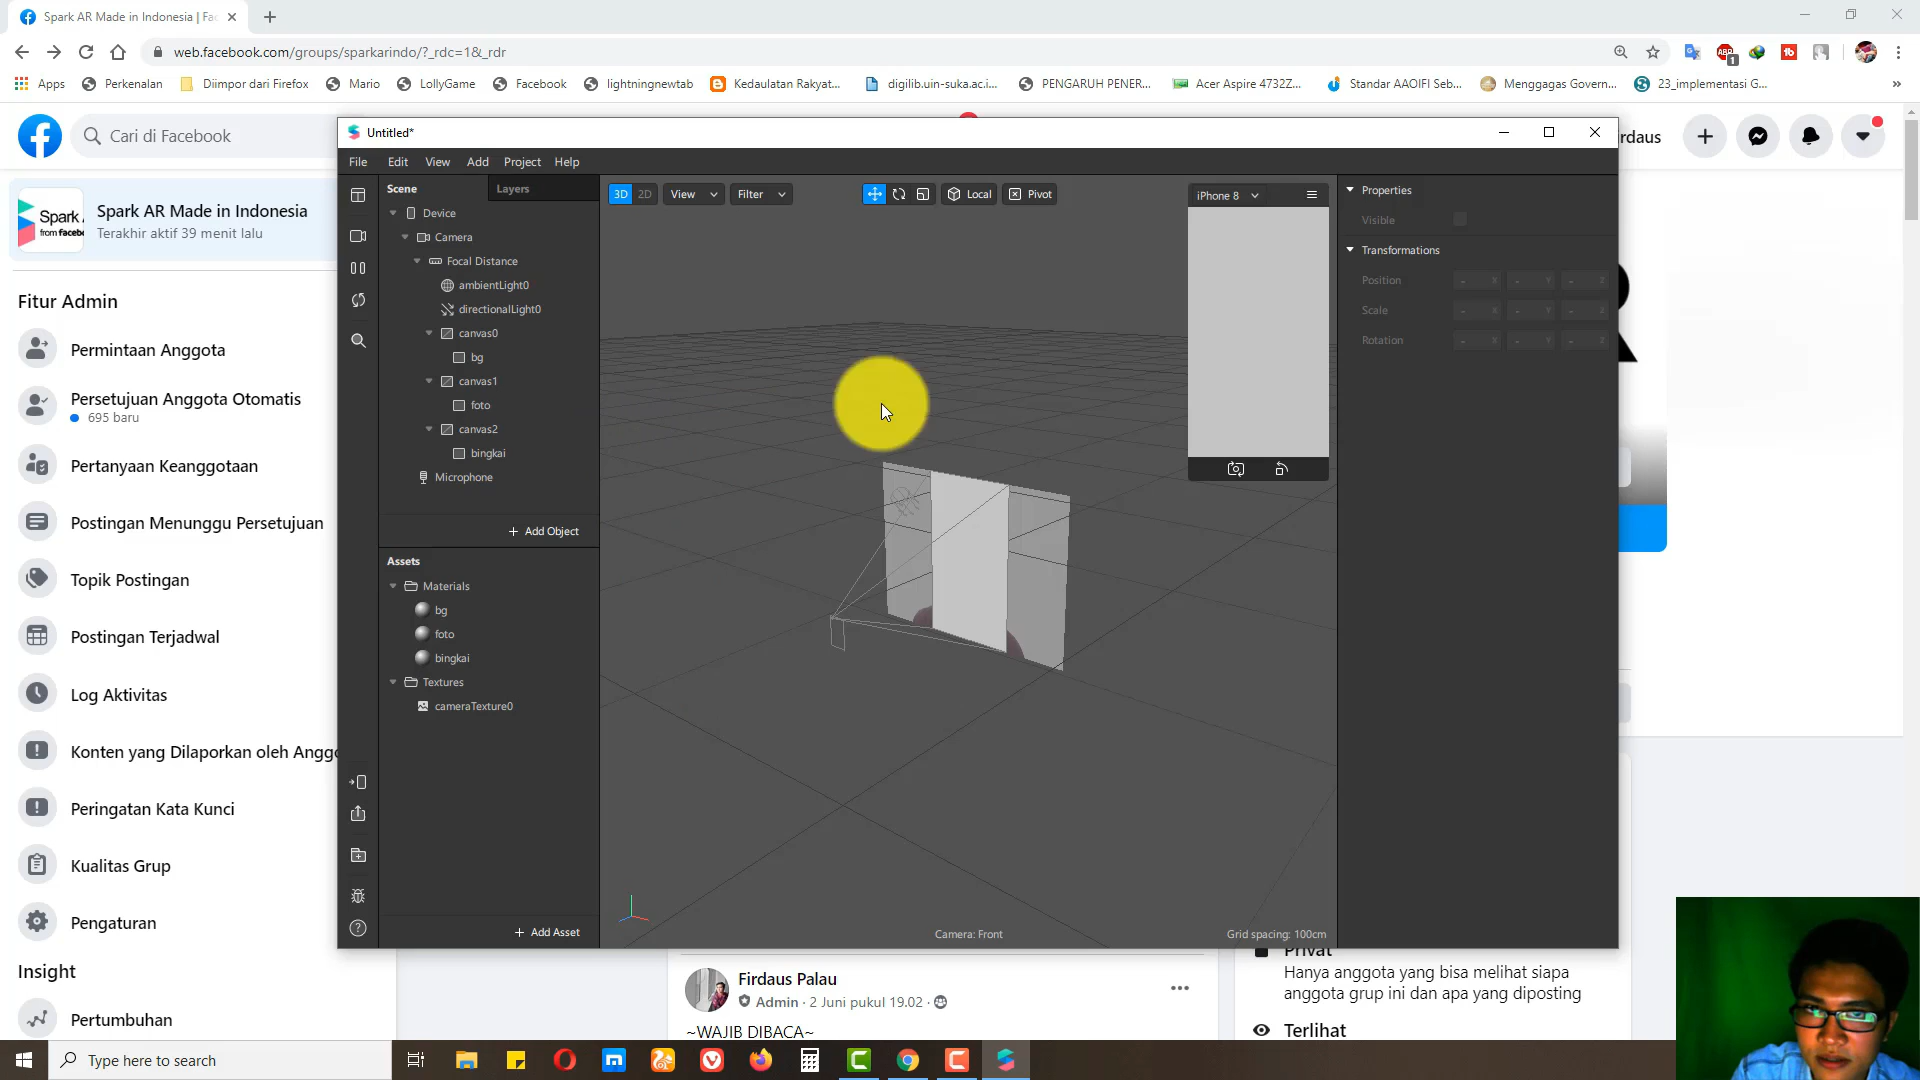 Spark AR Made in Indonesia | Fac
web.facebook.com/groups/sparkarindo/?_rdc=1&_rdr
Apps
Perkenalan
Diimpor dari Firefox
Mario
LollyGame
Facebook
lightningnewtab
Kedaulatan Rakyat...
digilib.uin-suka.ac.i...
PENGARUH PENER...
Acer Aspire 4732Z...
Standar AAOIFI Seb...
Menggagas Govern...
23_implementasi G...
Cari di Facebook
rdaus
Spark AR Made in Indonesia
Terakhir aktif 39 menit lalu
Fitur Admin
Permintaan Anggota
Persetujuan Anggota Otomatis
695 baru
Pertanyaan Keanggotaan
Postingan Menunggu Persetujuan
Topik Postingan
Postingan Terjadwal
Log Aktivitas
Konten yang Dilaporkan oleh Anggo
Peringatan Kata Kunci
Kualitas Grup
Pengaturan
Insight
Pertumbuhan
Untitled*
File Edit View Add Project Help
Scene Layers
Device
Camera
Focal Distance
ambientLight0
directionalLight0
canvas0
bg
canvas1
foto
canvas2
bingkai
Microphone
+ Add Object
Assets
Materials
bg
foto
bingkai
Textures
cameraTexture0
+ Add Asset
3D 2D View Filter Local Pivot
iPhone 8
Camera: Front
Grid spacing: 100cm
Properties
Visible
Transformations
Position - X - Y - Z
Scale - X - Y - Z
Rotation - X - Y - Z
Firdaus Palau
Admin · 2 Juni pukul 19.02 ·
~WAJIB DIBACA~
Privat
Hanya anggota yang bisa melihat siapa
anggota grup ini dan apa yang diposting
Terlihat
Type here to search